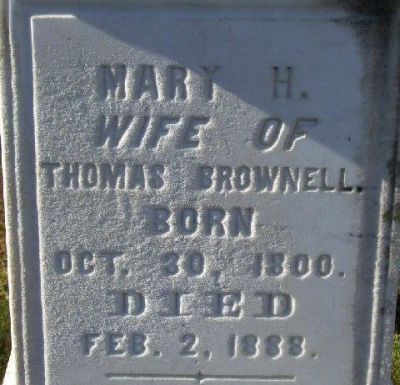 MARY H.
WIFE OF
THOMAS BROWNELL.
BORN
OCT. 30, 1800.
DIED
FEB. 2, 1888.